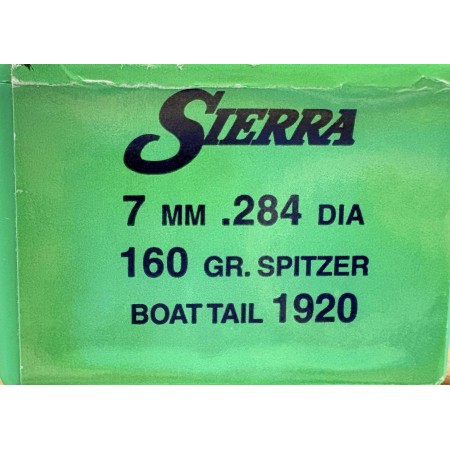 SIERRA
7 MM .284 DIA
160 GR. SPITZER
BOAT TAIL 1920